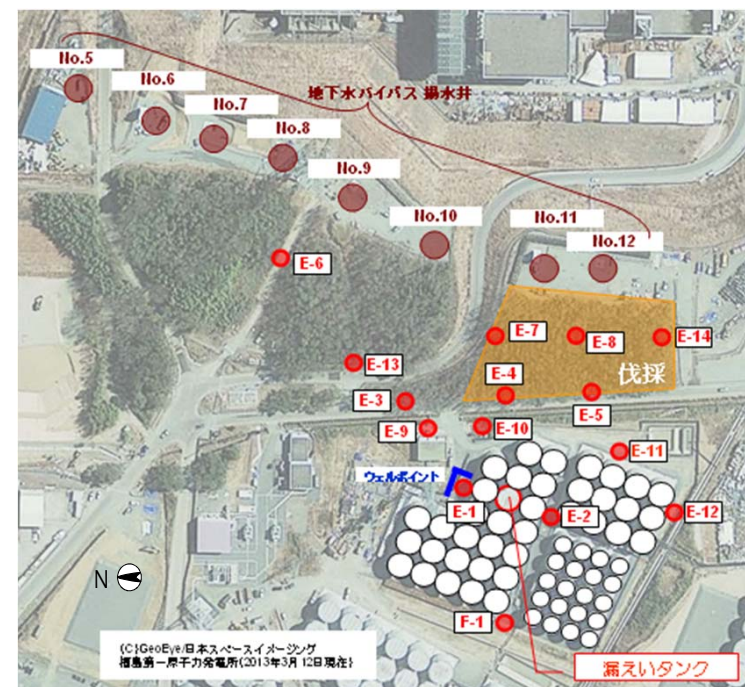 No.5
No.6
No.7
No.8
地下水バイパス 揚水井
No.9
No.10
No.11
No.12
E-6
E-7
E-8
E-14
E-13
伐採
E-4
E-3
E-5
E-9
E-10
E-11
ウェルポイント
E-1
E-2
E-12
N
F-1
(C)GeoEye/日本スペースイメージング
福島第一原子力発電所(2013年3月12日現在)
漏えいタンク